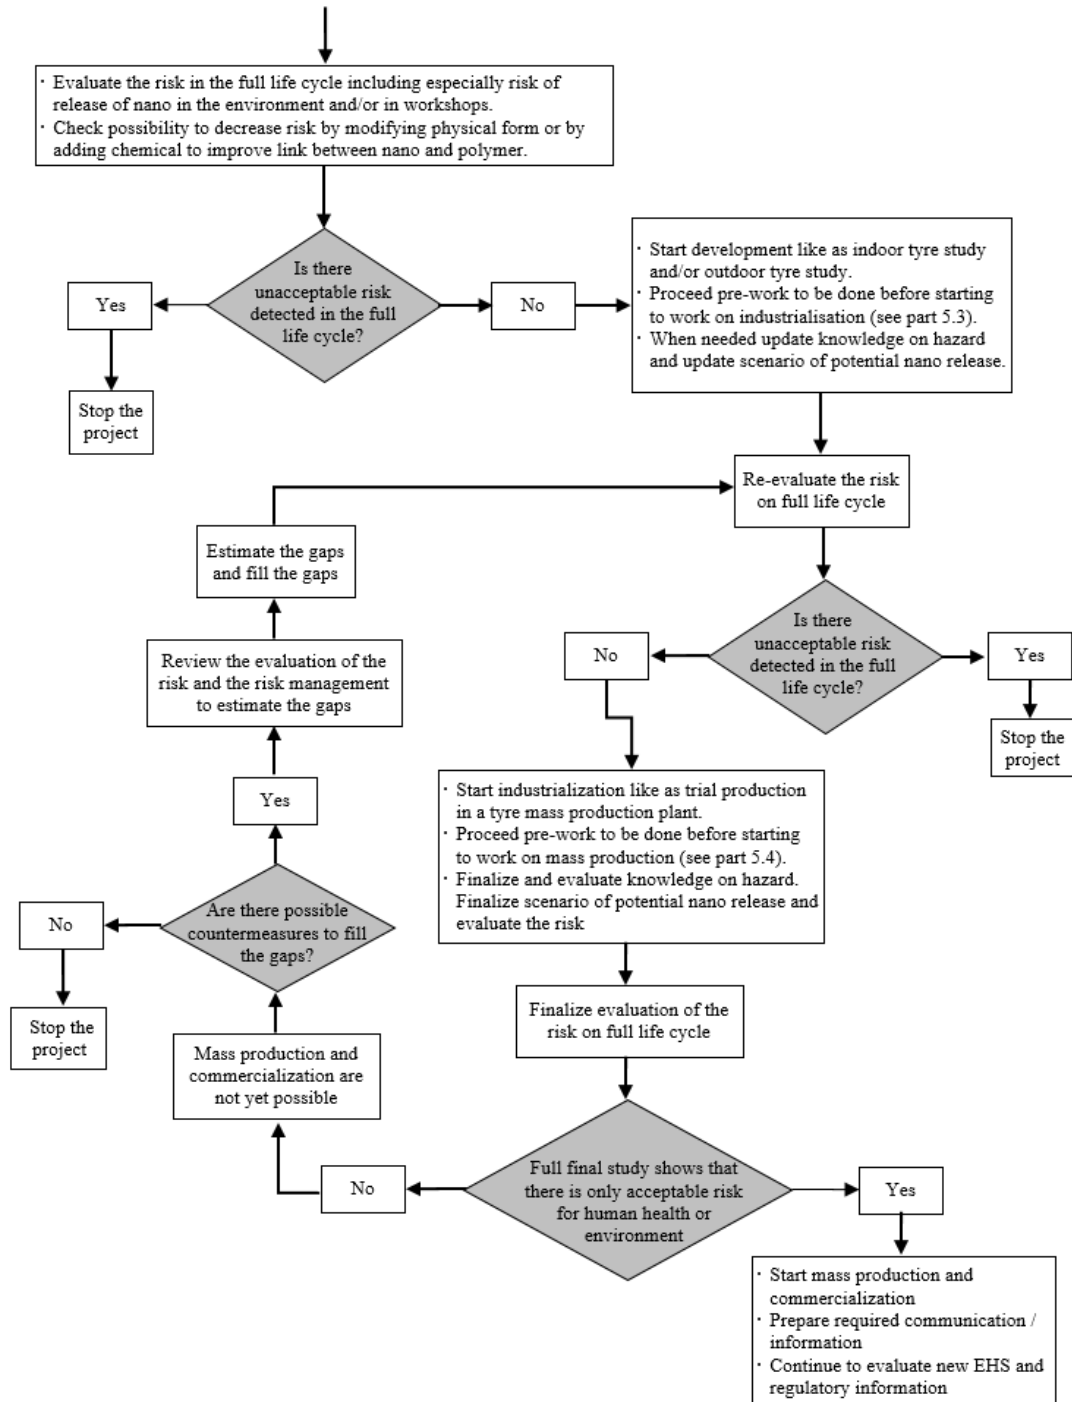 · Evaluate the risk in the full life cycle including especially risk of
release of nano in the environment and/or in workshops.
· Check possibility to decrease risk by modifying physical form or by
adding chemical to improve link between nano and polymer.
Is there
unacceptable risk
detected in the full
life cycle?
Yes
No
Stop the
project
· Start development like as indoor tyre study
and/or outdoor tyre study.
· Proceed pre-work to be done before starting
to work on industrialisation (see part 5.3).
· When needed update knowledge on hazard
and update scenario of potential nano release.
Re-evaluate the risk
on full life cycle
Is there
unacceptable risk
detected in the full
life cycle?
No
Yes
Stop the
project
· Start industrialization like as trial production
in a tyre mass production plant.
· Proceed pre-work to be done before starting
to work on mass production (see part 5.4).
· Finalize and evaluate knowledge on hazard.
Finalize scenario of potential nano release and
evaluate the risk
Finalize evaluation of the
risk on full life cycle
Full final study shows that
there is only acceptable risk
for human health or
environment
No
Yes
· Start mass production and
commercialization
· Prepare required communication /
information
· Continue to evaluate new EHS and
regulatory information
Mass production and
commercialization are
not yet possible
Are there possible
countermeasures to fill
the gaps?
No
Stop the
project
Yes
Review the evaluation of the
risk and the risk management
to estimate the gaps
Estimate the gaps
and fill the gaps